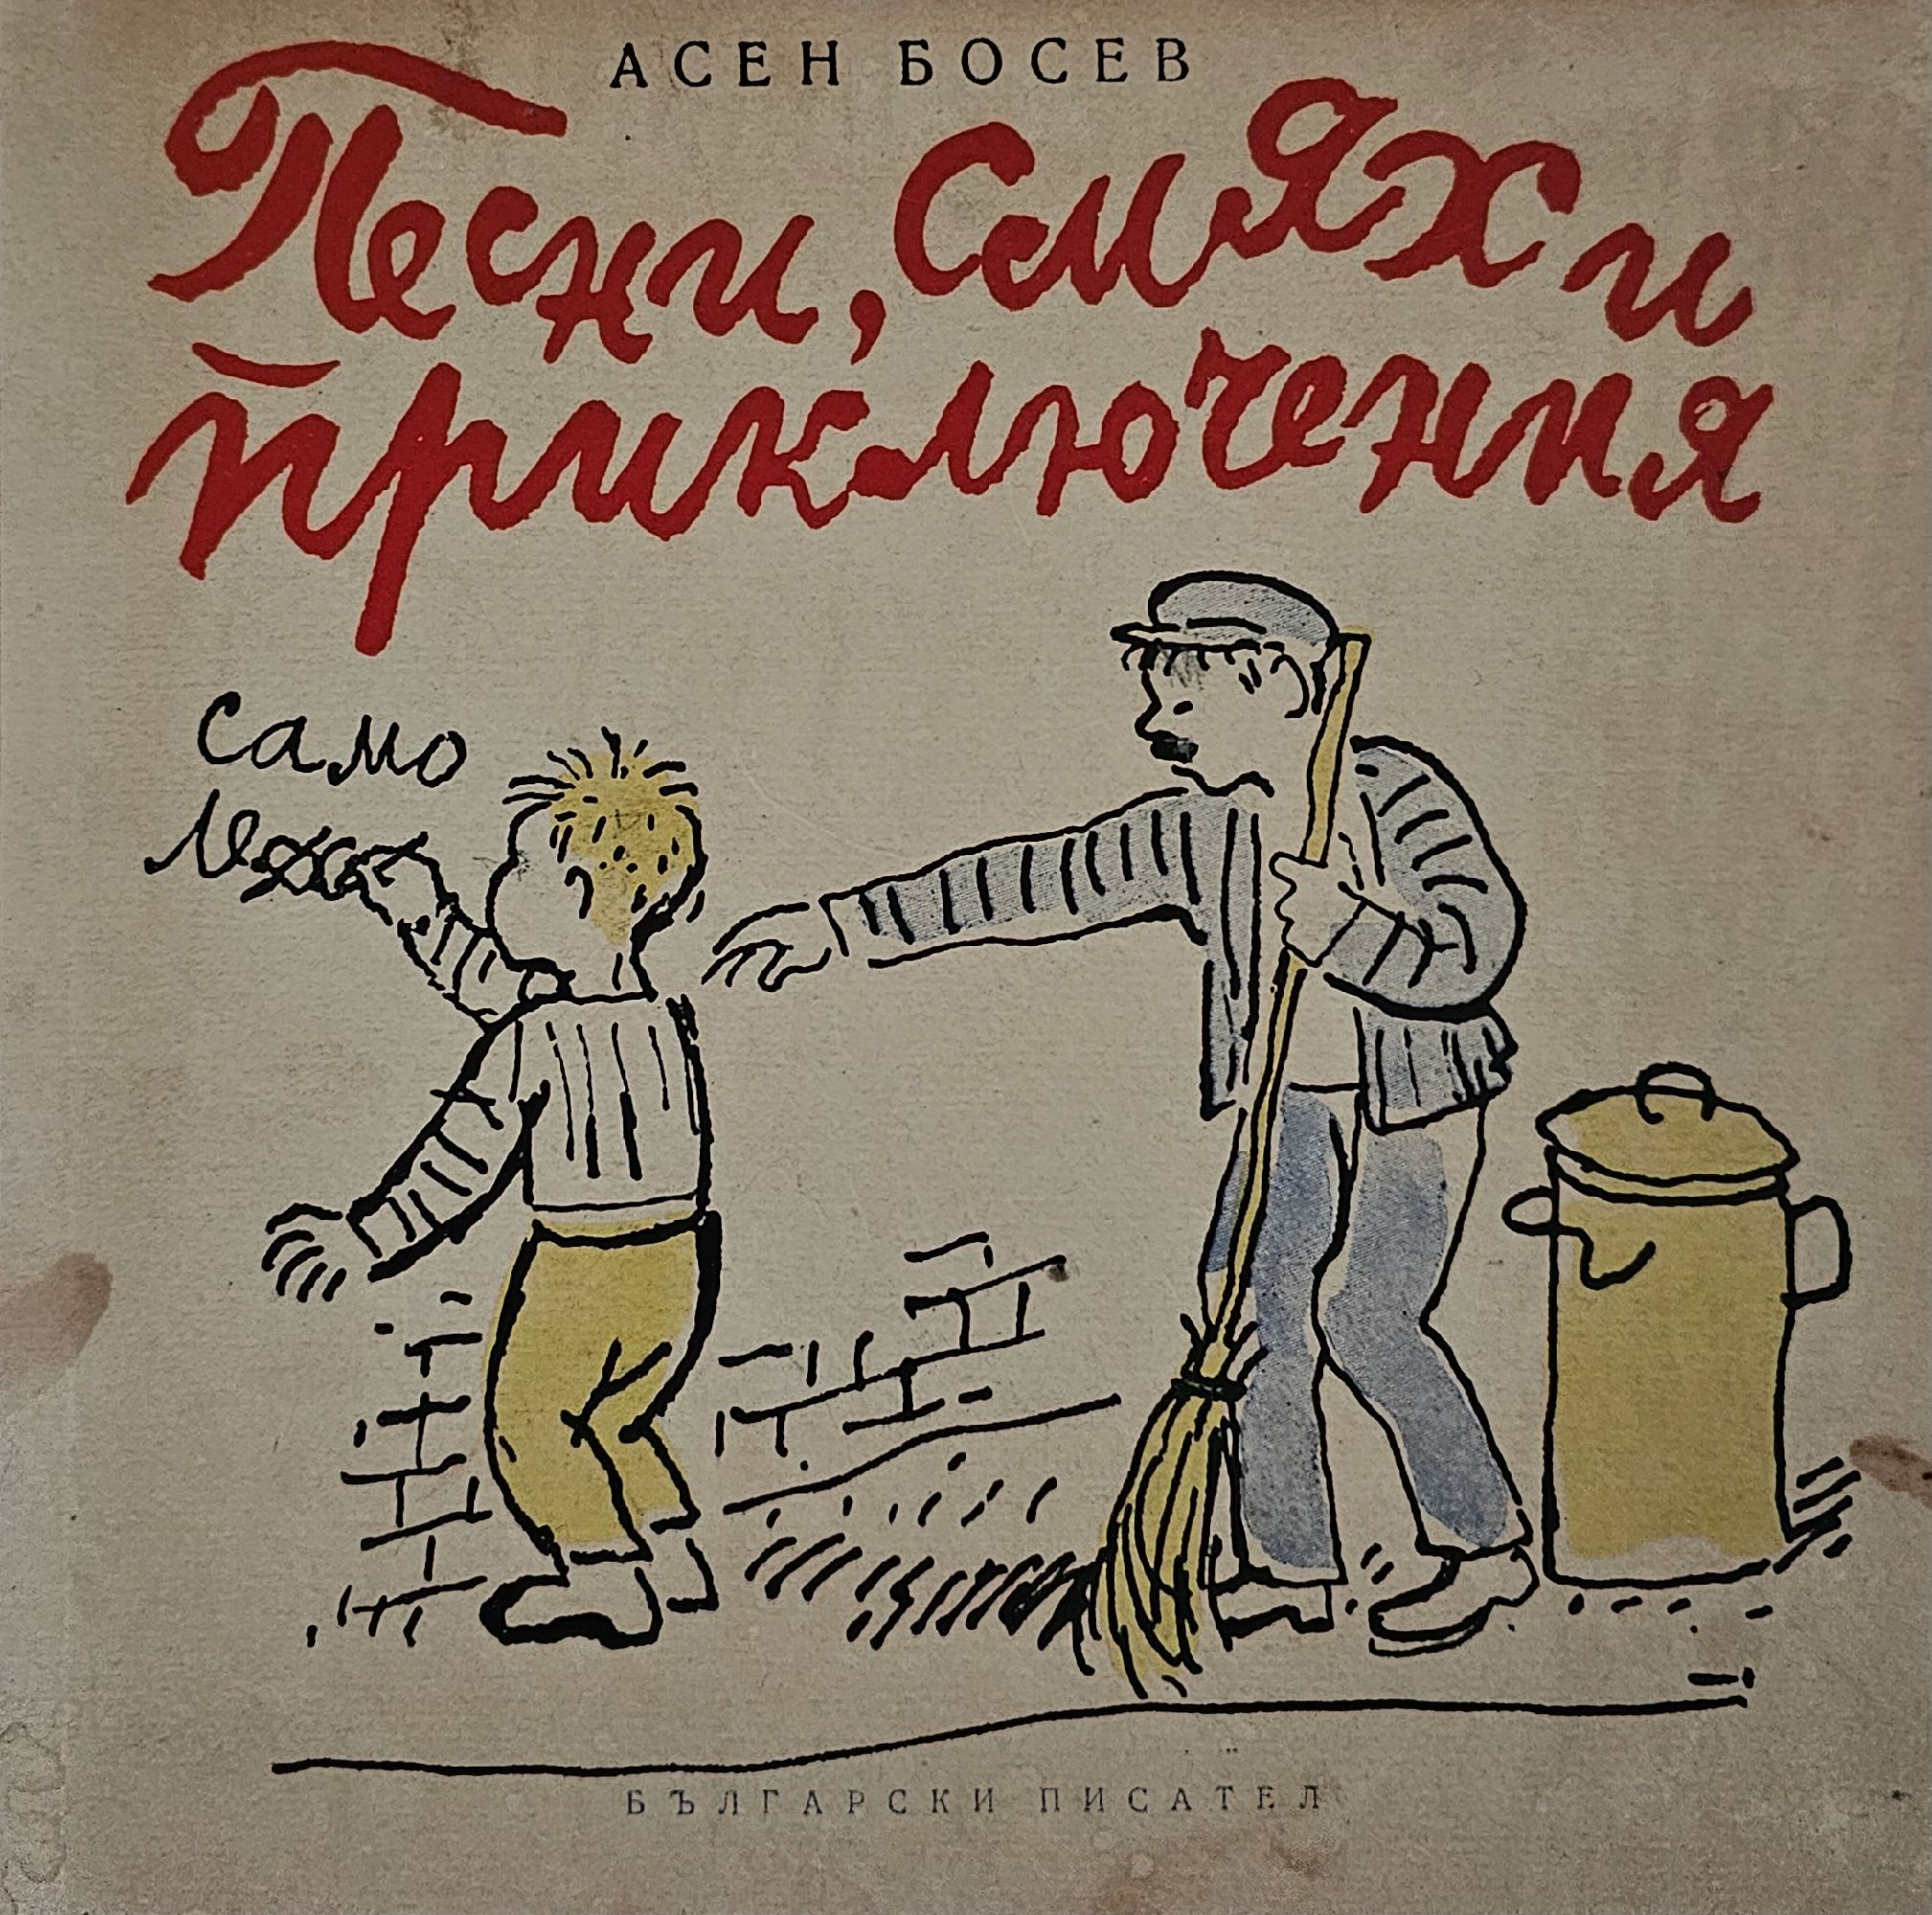 АСЕН БОСЕВ
Песни, Смях и
приключения
само
БЪЛГАРСКИ ПИСАТЕЛ